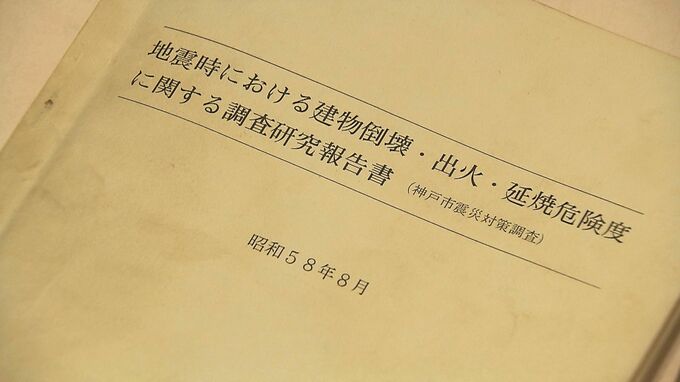 地震時における建物倒壊・出火・延焼危険度
に関する調査研究報告書 (神戸市震災対策調査)
昭和58年8月